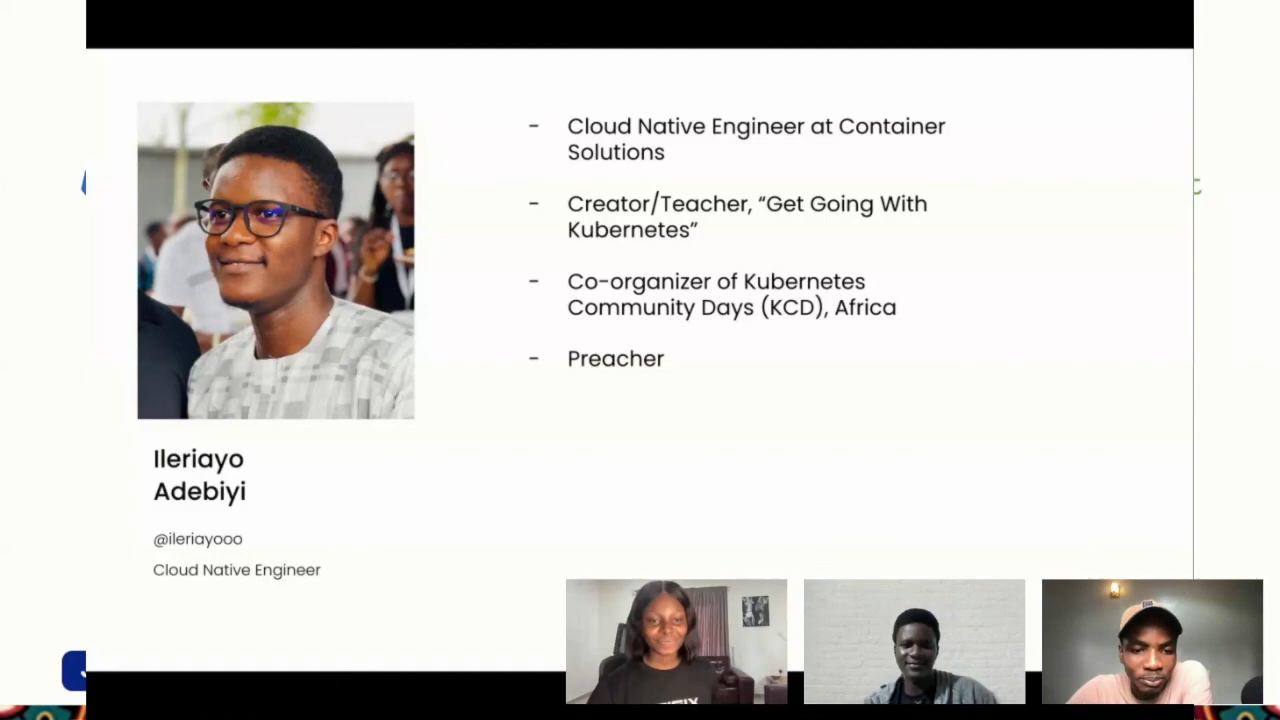 - Cloud Native Engineer at Container
Solutions
- Creator/Teacher, “Get Going With
Kubernetes”
- Co-organizer of Kubernetes
Community Days (KCD), Africa
- Preacher
Ileriayo
Adebiyi
@ileriayooo
Cloud Native Engineer